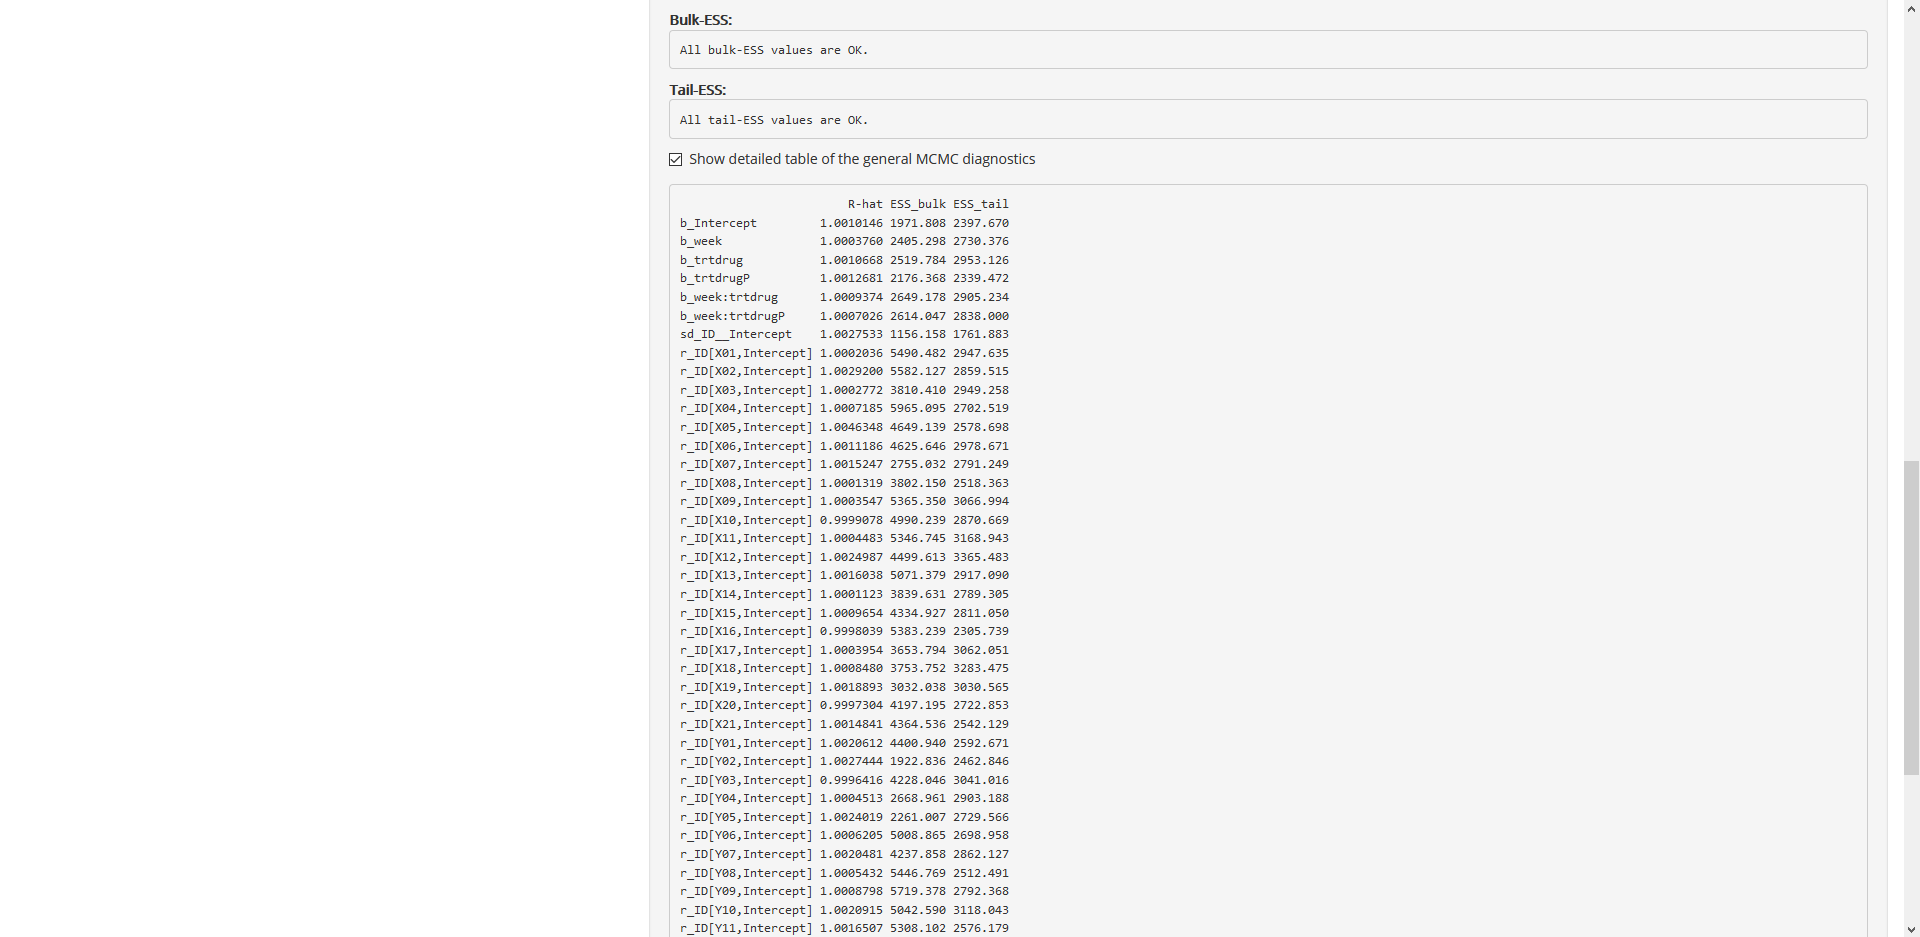 Bulk-ESS:
All bulk-ESS values are OK.
Tail-ESS:
All tail-ESS values are OK.
Show detailed table of the general MCMC diagnostics
R-hat ESS_bulk ESS_tail
b_Intercept 1.0010146 1971.808 2397.670
b_week 1.0003760 2405.298 2730.376
b_trtdrug 1.0010668 2519.784 2953.126
b_trtdrugP 1.0012681 2176.368 2339.472
b_week:trtdrug 1.0009374 2649.178 2905.234
b_week:trtdrugP 1.0007026 2614.047 2838.000
sd_ID__Intercept 1.0027533 1156.158 1761.883
r_ID[X01,Intercept] 1.0002036 5490.482 2947.635
r_ID[X02,Intercept] 1.0029200 5582.127 2859.515
r_ID[X03,Intercept] 1.0002772 3810.410 2949.258
r_ID[X04,Intercept] 1.0007185 5965.095 2702.519
r_ID[X05,Intercept] 1.0046348 4649.139 2578.698
r_ID[X06,Intercept] 1.0011186 4625.646 2978.671
r_ID[X07,Intercept] 1.0015247 2755.032 2791.249
r_ID[X08,Intercept] 1.0001319 3802.150 2518.363
r_ID[X09,Intercept] 1.0003547 5365.350 3066.994
r_ID[X10,Intercept] 0.9999078 4990.239 2870.669
r_ID[X11,Intercept] 1.0004483 5346.745 3168.943
r_ID[X12,Intercept] 1.0024987 4499.613 3365.483
r_ID[X13,Intercept] 1.0016038 5071.379 2917.090
r_ID[X14,Intercept] 1.0001123 3839.631 2789.305
r_ID[X15,Intercept] 1.0009654 4334.927 2811.050
r_ID[X16,Intercept] 0.9998039 5383.239 2305.739
r_ID[X17,Intercept] 1.0003954 3653.794 3062.051
r_ID[X18,Intercept] 1.0008480 3753.752 3283.475
r_ID[X19,Intercept] 1.0018893 3032.038 3030.565
r_ID[X20,Intercept] 0.9997304 4197.195 2722.853
r_ID[X21,Intercept] 1.0014841 4364.536 2542.129
r_ID[Y01,Intercept] 1.0020612 4400.940 2592.671
r_ID[Y02,Intercept] 1.0027444 1922.836 2462.846
r_ID[Y03,Intercept] 0.9996416 4228.046 3041.016
r_ID[Y04,Intercept] 1.0004513 2668.961 2903.188
r_ID[Y05,Intercept] 1.0024019 2261.007 2729.566
r_ID[Y06,Intercept] 1.0006205 5008.865 2698.958
r_ID[Y07,Intercept] 1.0020481 4237.858 2862.127
r_ID[Y08,Intercept] 1.0005432 5446.769 2512.491
r_ID[Y09,Intercept] 1.0008798 5719.378 2792.368
r_ID[Y10,Intercept] 1.0020915 5042.590 3118.043
r_ID[Y11,Intercept] 1.0016507 5308.102 2576.179